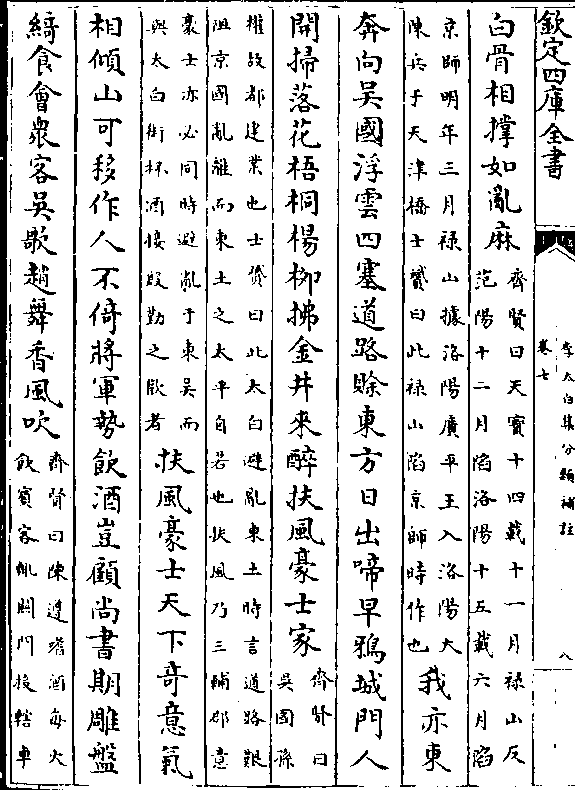 欽定四庫全書
李太白集分類補註
卷七
八
白骨相撐如亂麻齊賢曰天寶十四載十一月祿山反范陽十二月陷洛陽十五載六月陷
京師明年三月祿山據洛陽廣平王入洛陽大陳兵于天津橋士贇曰此祿山陷京師時作也我亦東
奔向吳國浮雲四塞道路賒東方日出啼早鴉城門人
開掃落花梧桐楊柳拂金井來醉扶風豪士家齊賢曰吳國孫
權故都建業也士贇曰此太白避亂東土時言道路艱阻京國亂離而東土之太平自若也扶風乃三輔郡意
豪士亦必同時避亂于東吳而與太白銜杯酒接殷勤之歡者扶風豪士天下竒意氣
相傾山可移作人不倚將軍勢飲酒豈顧尚書期雕盤
綺食會衆客吳歌趙舞香風吹齊賢曰陳遵嗜酒每大飲賓客輒闗門投轄車